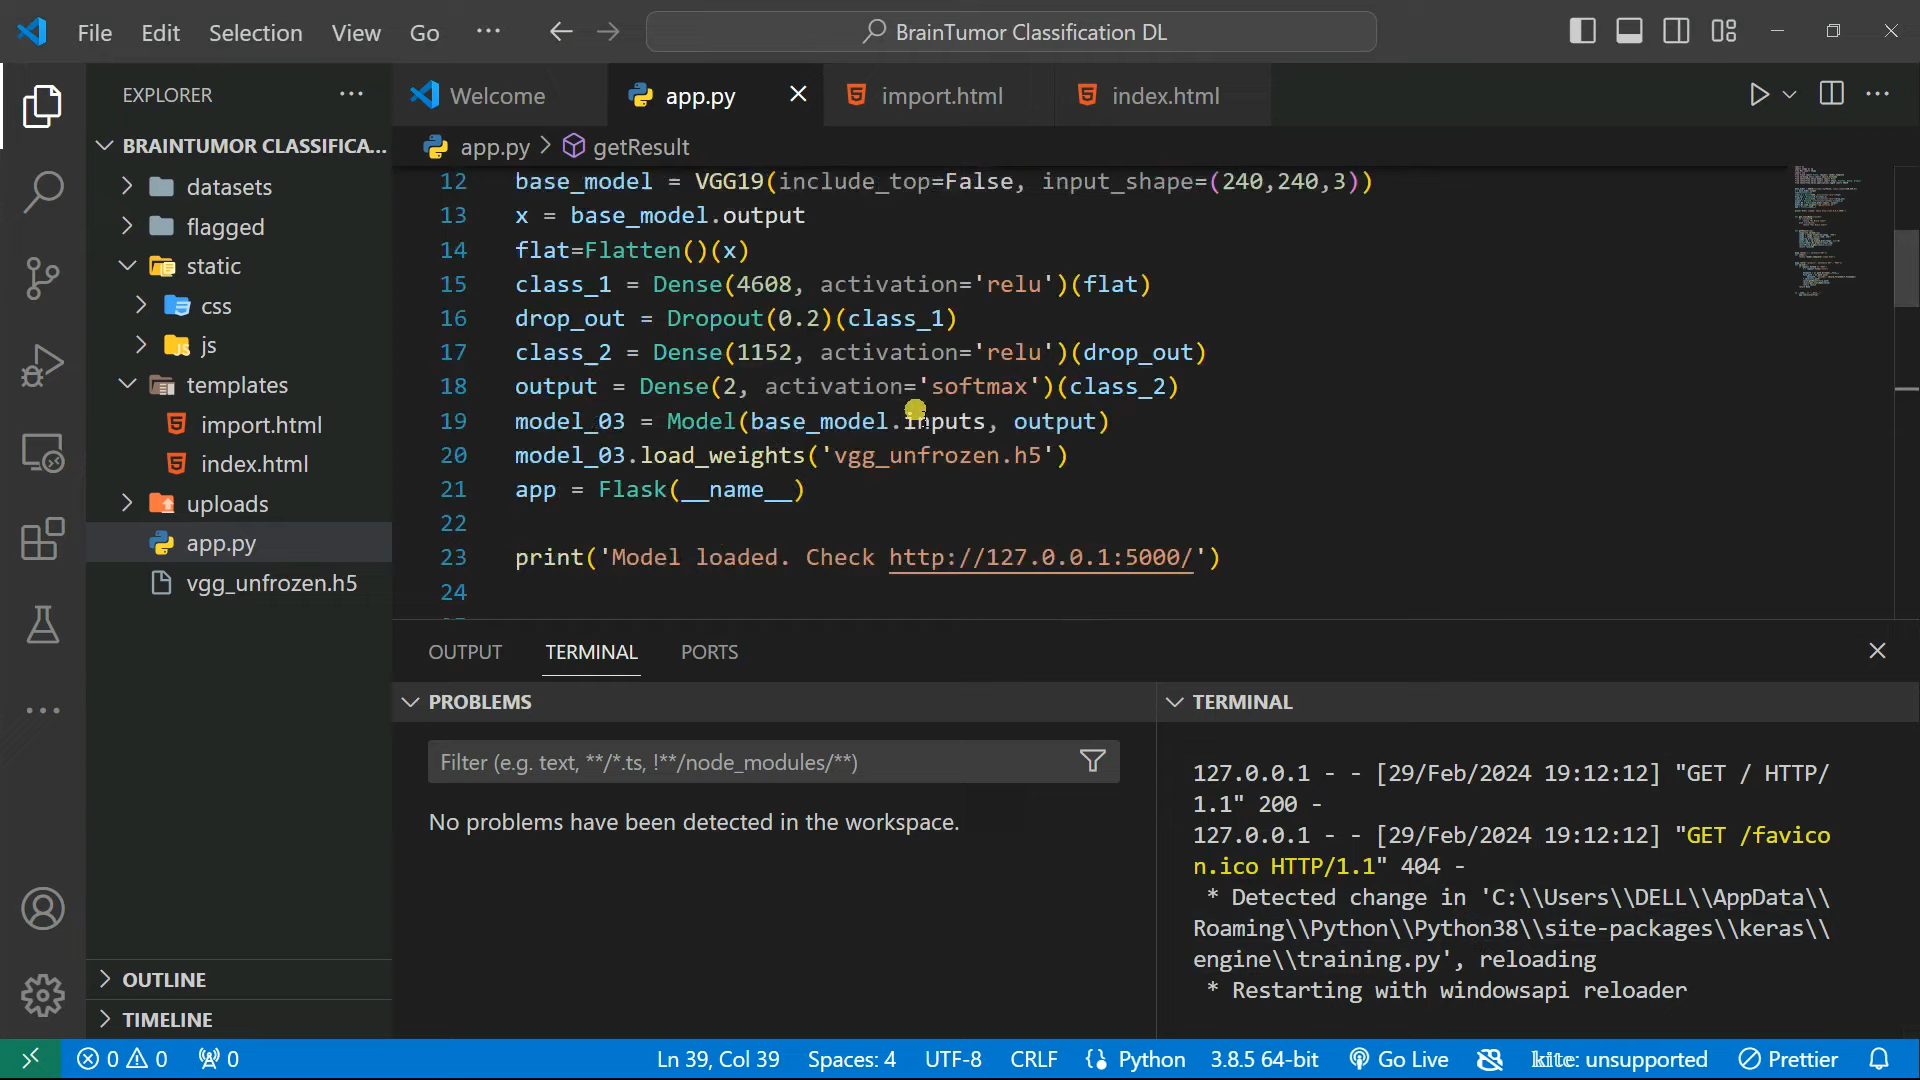 File Edit Selection View Go ... BrainTumor Classification DL
EXPLORER ...
Welcome app.py import.html index.html
app.py > getResult
BRAINTUMOR CLASSIFICA...
datasets
flagged
static
css
js
templates
import.html
index.html
uploads
app.py
vgg_unfrozen.h5
OUTLINE
TIMELINE
12 base_model = VGG19(include_top=False, input_shape=(240,240,3))
13 x = base_model.output
14 flat=Flatten()(x)
15 class_1 = Dense(4608, activation='relu')(flat)
16 drop_out = Dropout(0.2)(class_1)
17 class_2 = Dense(1152, activation='relu')(drop_out)
18 output = Dense(2, activation='softmax')(class_2)
19 model_03 = Model(base_model.inputs, output)
20 model_03.load_weights('vgg_unfrozen.h5')
21 app = Flask(__name__)
22
23 print('Model loaded. Check http://127.0.0.1:5000/')
24
OUTPUT TERMINAL PORTS
PROBLEMS
Filter (e.g. text, **/*.ts, !**/node_modules/**)
No problems have been detected in the workspace.
TERMINAL
127.0.0.1 - - [29/Feb/2024 19:12:12] "GET / HTTP/
1.1" 200 -
127.0.0.1 - - [29/Feb/2024 19:12:12] "GET /favico
n.ico HTTP/1.1" 404 -
* Detected change in 'C:\\Users\\DELL\\AppData\\
Roaming\\Python\\Python38\\site-packages\\keras\\
engine\\training.py', reloading
* Restarting with windowsapi reloader
0 0 0 Ln 39, Col 39 Spaces: 4 UTF-8 CRLF Python 3.8.5 64-bit Go Live kite: unsupported Prettier